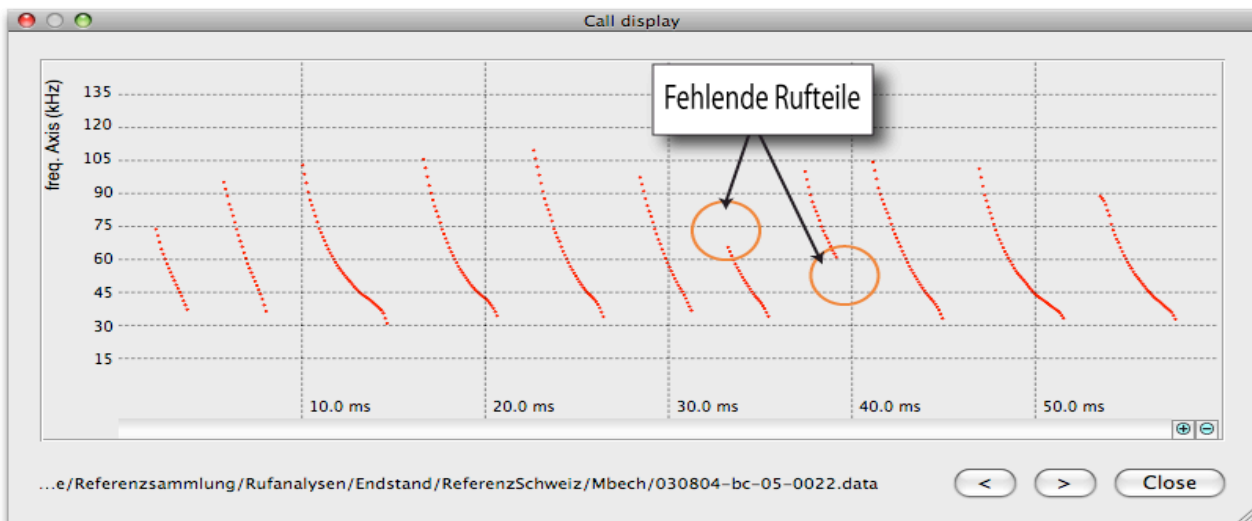 Call display
freq. Axis (kHz)
135
120
105
90
75
60
45
30
15
Fehlende Rufteile
10.0 ms
20.0 ms
30.0 ms
40.0 ms
50.0 ms
...e/Referenzsammlung/Rufanalysen/Endstand/ReferenzSchweiz/Mbech/030804-bc-05-0022.data
<
>
Close